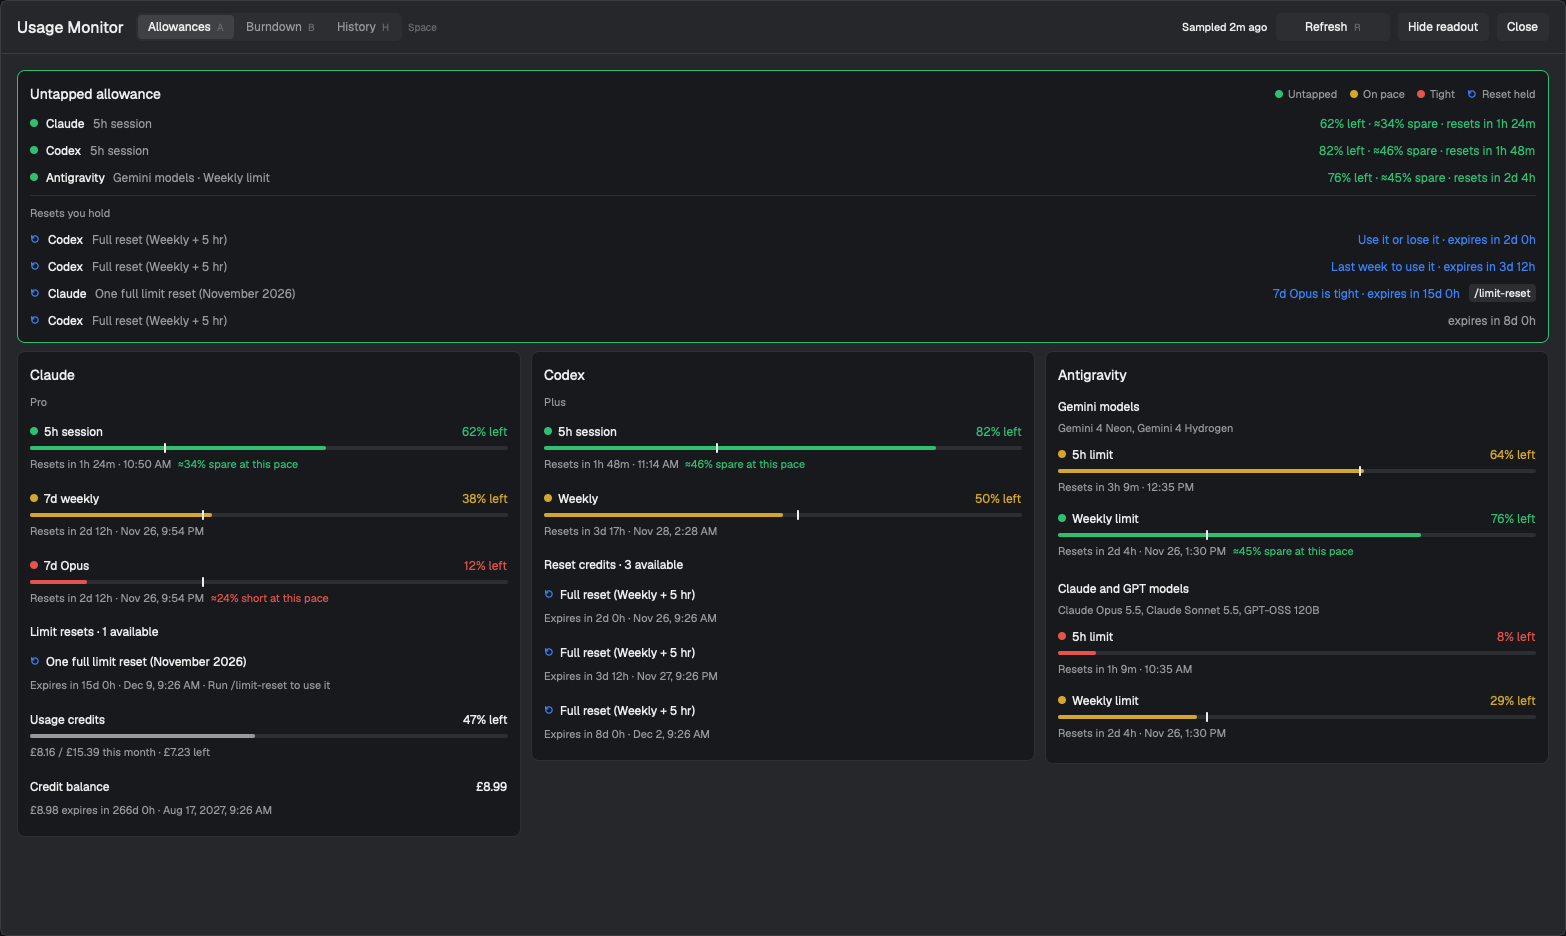 Usage Monitor
Allowances A Burndown B History H Space
Sampled 2m ago Refresh R Hide readout Close
Untapped allowance
Untapped On pace Tight Reset held
Claude 5h session 62% left · ≈34% spare · resets in 1h 24m
Codex 5h session 82% left · ≈46% spare · resets in 1h 48m
Antigravity Gemini models · Weekly limit 76% left · ≈45% spare · resets in 2d 4h
Resets you hold
Codex Full reset (Weekly + 5 hr) Use it or lose it · expires in 2d 0h
Codex Full reset (Weekly + 5 hr) Last week to use it · expires in 3d 12h
Claude One full limit reset (November 2026) 7d Opus is tight · expires in 15d 0h /limit-reset
Codex Full reset (Weekly + 5 hr) expires in 8d 0h
Claude
Pro
5h session 62% left
Resets in 1h 24m · 10:50 AM ≈34% spare at this pace
7d weekly 38% left
Resets in 2d 12h · Nov 26, 9:54 PM
7d Opus 12% left
Resets in 2d 12h · Nov 26, 9:54 PM ≈24% short at this pace
Limit resets · 1 available
One full limit reset (November 2026)
Expires in 15d 0h · Dec 9, 9:26 AM · Run /limit-reset to use it
Usage credits 47% left
£8.16 / £15.39 this month · £7.23 left
Credit balance £8.99
£8.98 expires in 266d 0h · Aug 17, 2027, 9:26 AM
Codex
Plus
5h session 82% left
Resets in 1h 48m · 11:14 AM ≈46% spare at this pace
Weekly 50% left
Resets in 3d 17h · Nov 28, 2:28 AM
Reset credits · 3 available
Full reset (Weekly + 5 hr)
Expires in 2d 0h · Nov 26, 9:26 AM
Full reset (Weekly + 5 hr)
Expires in 3d 12h · Nov 27, 9:26 PM
Full reset (Weekly + 5 hr)
Expires in 8d 0h · Dec 2, 9:26 AM
Antigravity
Gemini models
Gemini 4 Neon, Gemini 4 Hydrogen
5h limit 64% left
Resets in 3h 9m · 12:35 PM
Weekly limit 76% left
Resets in 2d 4h · Nov 26, 1:30 PM ≈45% spare at this pace
Claude and GPT models
Claude Opus 5.5, Claude Sonnet 5.5, GPT-OSS 120B
5h limit 8% left
Resets in 1h 9m · 10:35 AM
Weekly limit 29% left
Resets in 2d 4h · Nov 26, 1:30 PM